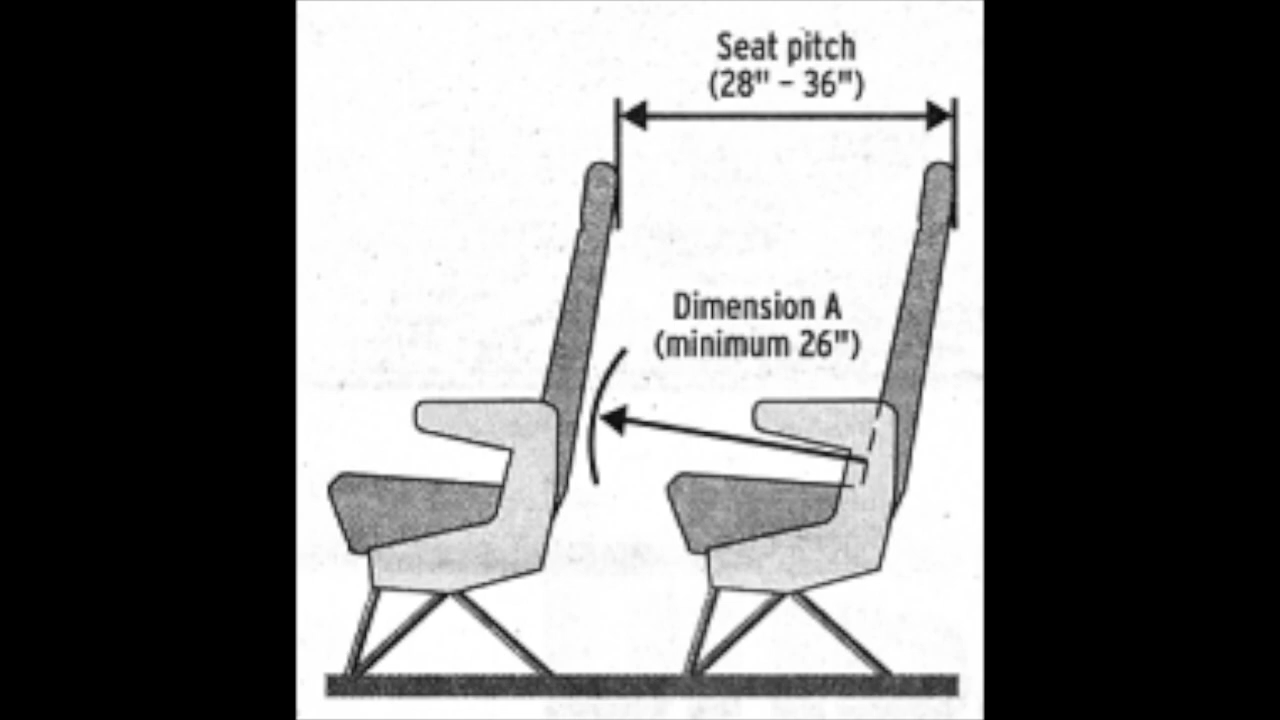 Seat pitch
(28" – 36")
Dimension A
(minimum 26")